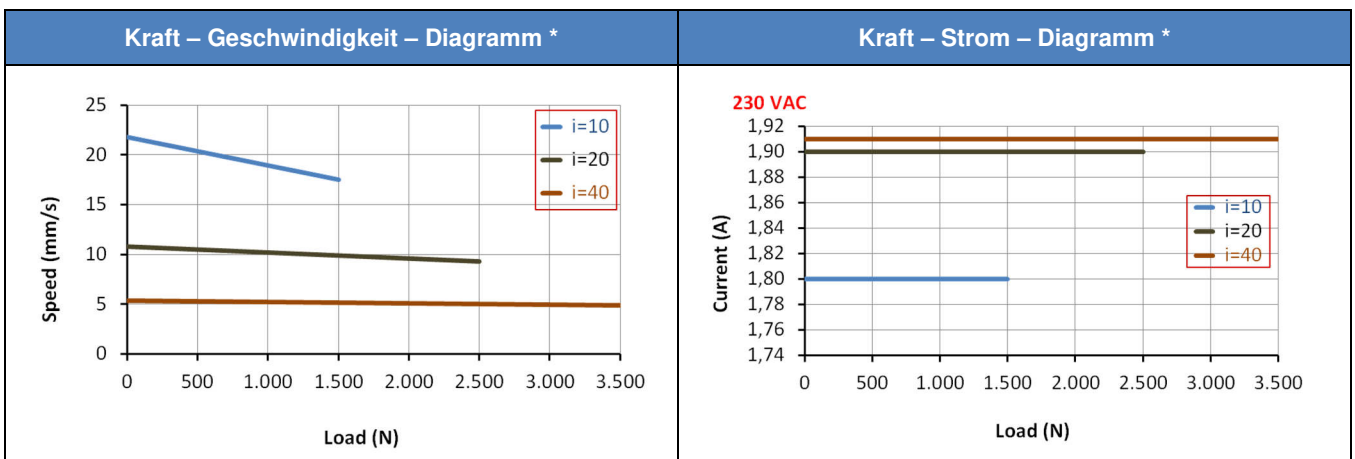 Kraft – Geschwindigkeit – Diagramm *
Kraft – Strom – Diagramm *
25
20
15
10
5
0
Speed (mm/s)
i=10
i=20
i=40
0 500 1.000 1.500 2.000 2.500 3.000 3.500
Load (N)
230 VAC
1,92
1,90
1,88
1,86
1,84
1,82
1,80
1,78
1,76
1,74
Current (A)
i=10
i=20
i=40
0 500 1.000 1.500 2.000 2.500 3.000 3.500
Load (N)